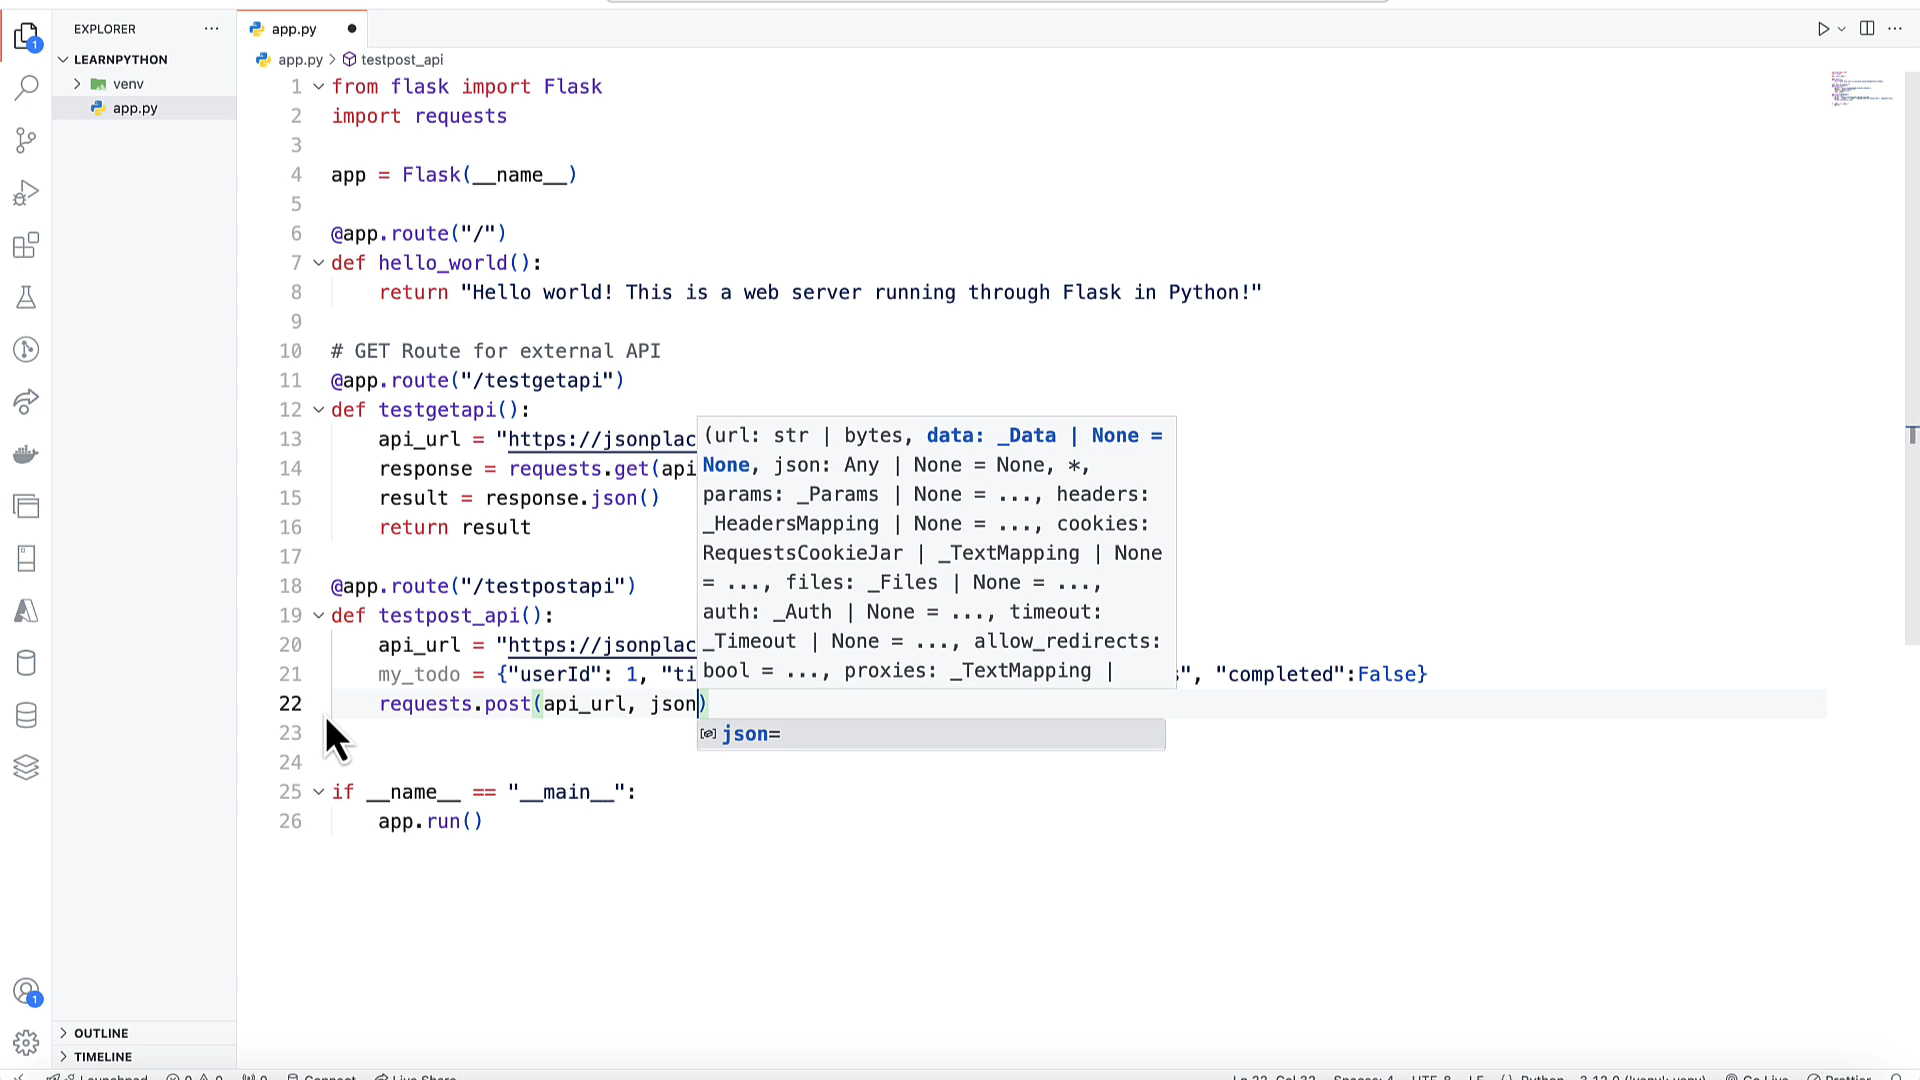 EXPLORER
LEARNPYTHON
venv
app.py
OUTLINE
TIMELINE
1
1
app.py
app.py > testpost_api
1 from flask import Flask
2 import requests
3
4 app = Flask(__name__)
5
6 @app.route("/")
7 def hello_world():
8 return "Hello world! This is a web server running through Flask in Python!"
9
10 # GET Route for external API
11 @app.route("/testgetapi")
12 def testgetapi():
13 api_url = "https://jsonplac
14 response = requests.get(api
15 result = response.json()
16 return result
17
18 @app.route("/testpostapi")
19 def testpost_api():
20 api_url = "https://jsonplac
21 my_todo = {"userId": 1, "ti ", "completed":False}
22 requests.post(api_url, json)
23
24
25 if __name__ == "__main__":
26 app.run()
(url: str | bytes, data: _Data | None =
None, json: Any | None = None, *,
params: _Params | None = ..., headers:
_HeadersMapping | None = ..., cookies:
RequestsCookieJar | _TextMapping | None
= ..., files: _Files | None = ...,
auth: _Auth | None = ..., timeout:
_Timeout | None = ..., allow_redirects:
bool = ..., proxies: _TextMapping |
json=